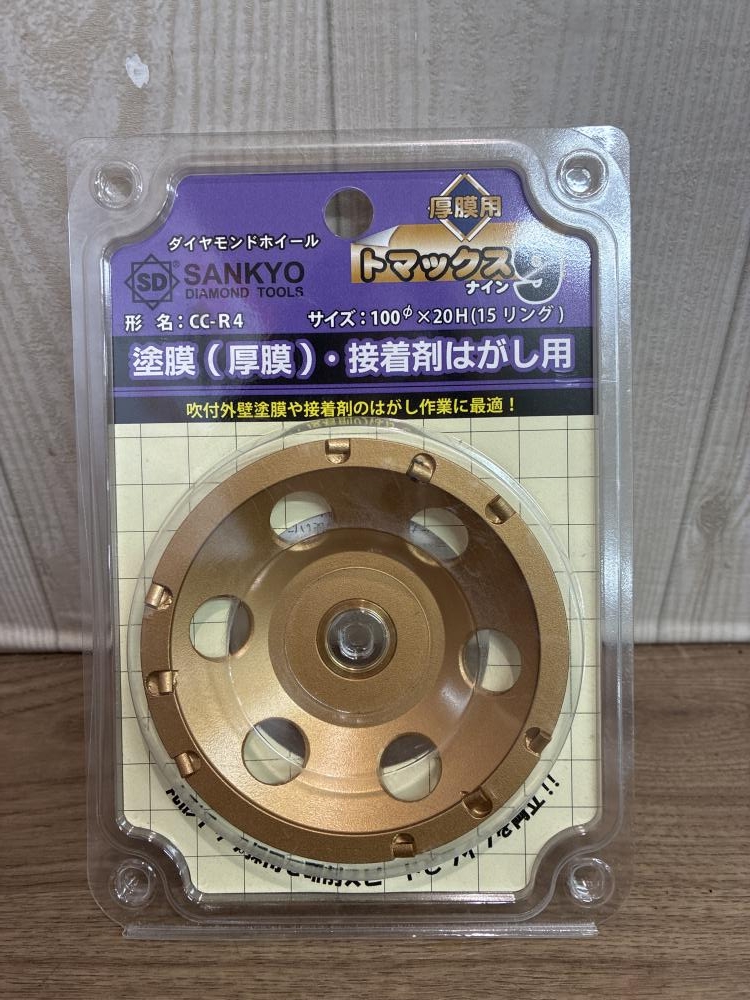 厚膜用
ダイヤモンドホイール
トマックス9
ナイン
SD® SANKYO
DIAMOND TOOLS
形 名:CC-R4 サイズ:100φ×20H(15リング)
塗膜(厚膜)・接着剤はがし用
吹付外壁塗膜や接着剤のはがし作業に最適!